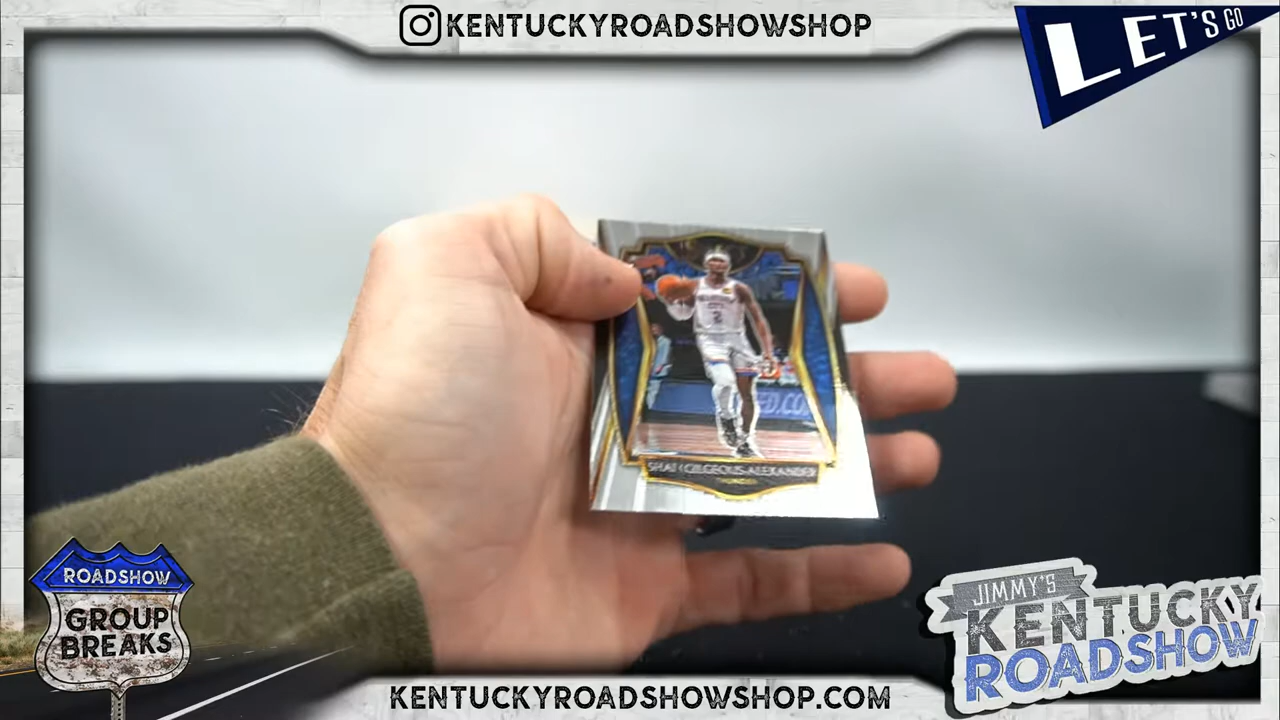 KENTUCKYROADSHOWSHOP
LET'S GO
SHAI GILGEOUS-ALEXANDER
THUNDER
ROADSHOW
GROUP
BREAKS
JIMMY'S
KENTUCKY
ROADSHOW
KENTUCKYROADSHOWSHOP.COM